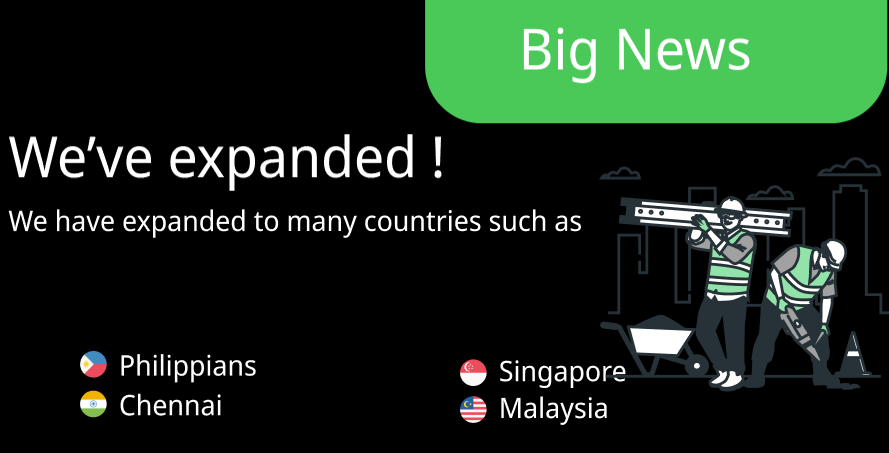 Big News
We’ve expanded !
We have expanded to many countries such as
Philippians
Chennai
Singapore
Malaysia